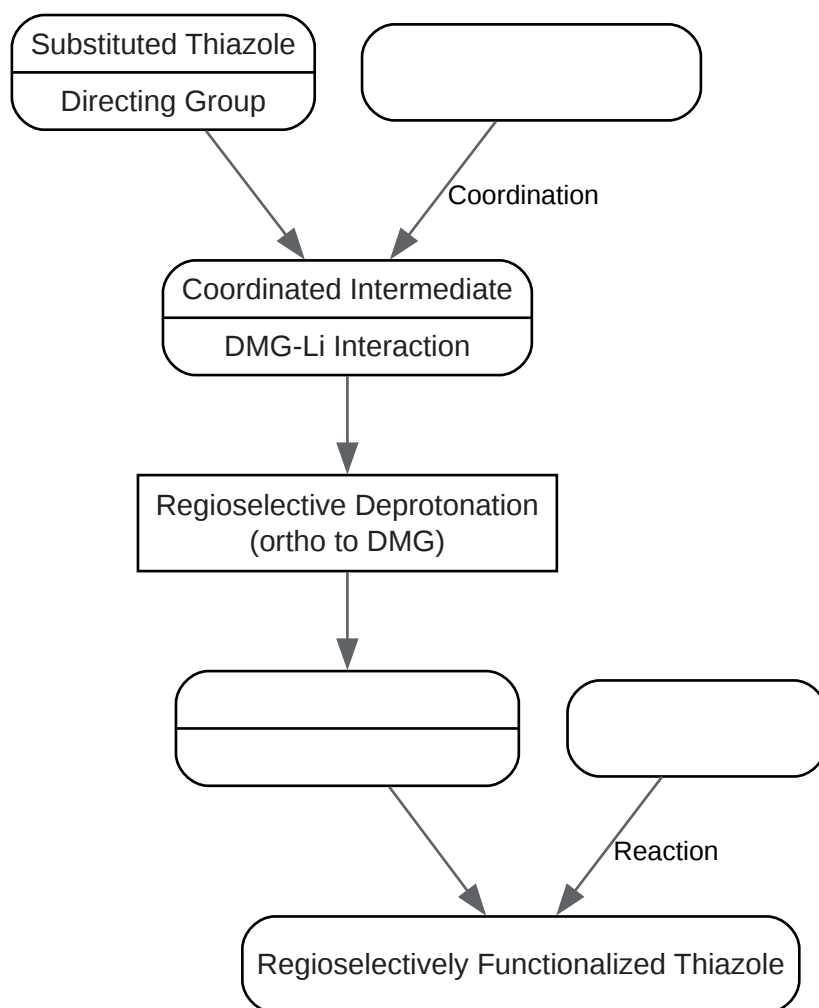 Substituted Thiazole
Directing Group
Coordination
Coordinated Intermediate
DMG-Li Interaction
Regioselective Deprotonation
(ortho to DMG)
Reaction
Regioselectively Functionalized Thiazole